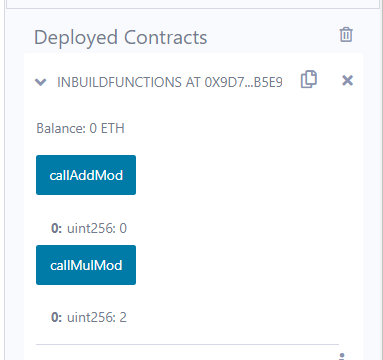 Deployed Contracts
INBUILDFUNCTIONS AT 0X9D7...B5E9
Balance: 0 ETH
callAddMod
0: uint256: 0
callMulMod
0: uint256: 2